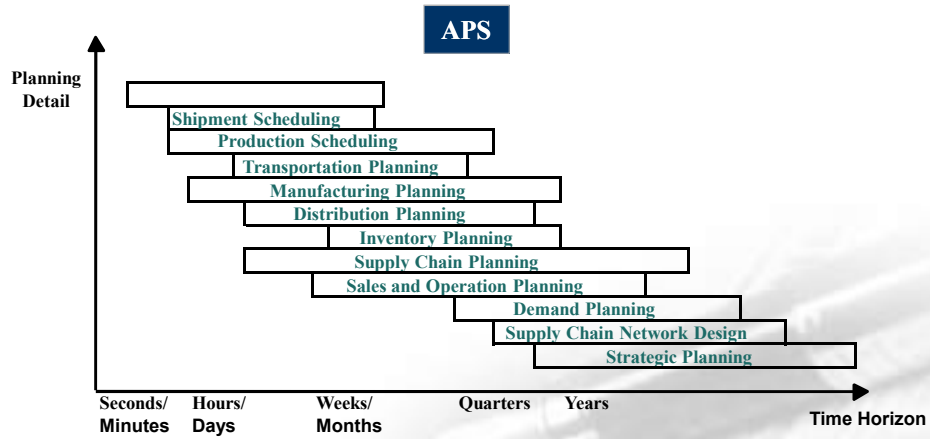 APS
Planning
Detail
Shipment Scheduling
Production Scheduling
Transportation Planning
Manufacturing Planning
Distribution Planning
Inventory Planning
Supply Chain Planning
Sales and Operation Planning
Demand Planning
Supply Chain Network Design
Strategic Planning
Seconds/ Hours/ Weeks/ Quarters Years
Minutes Days Months
Time Horizon